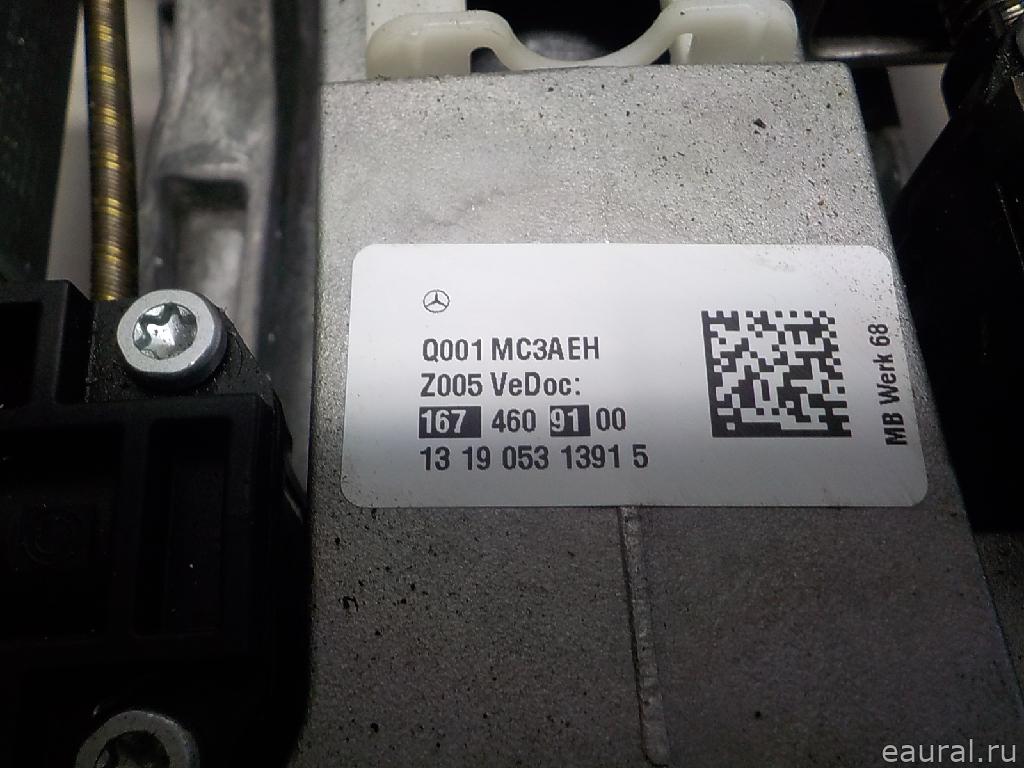 Q001 MC3AEH
Z005 VeDoc:
167 460 91 00
13 19 053 1391 5
MB Werk 68
eaural.ru